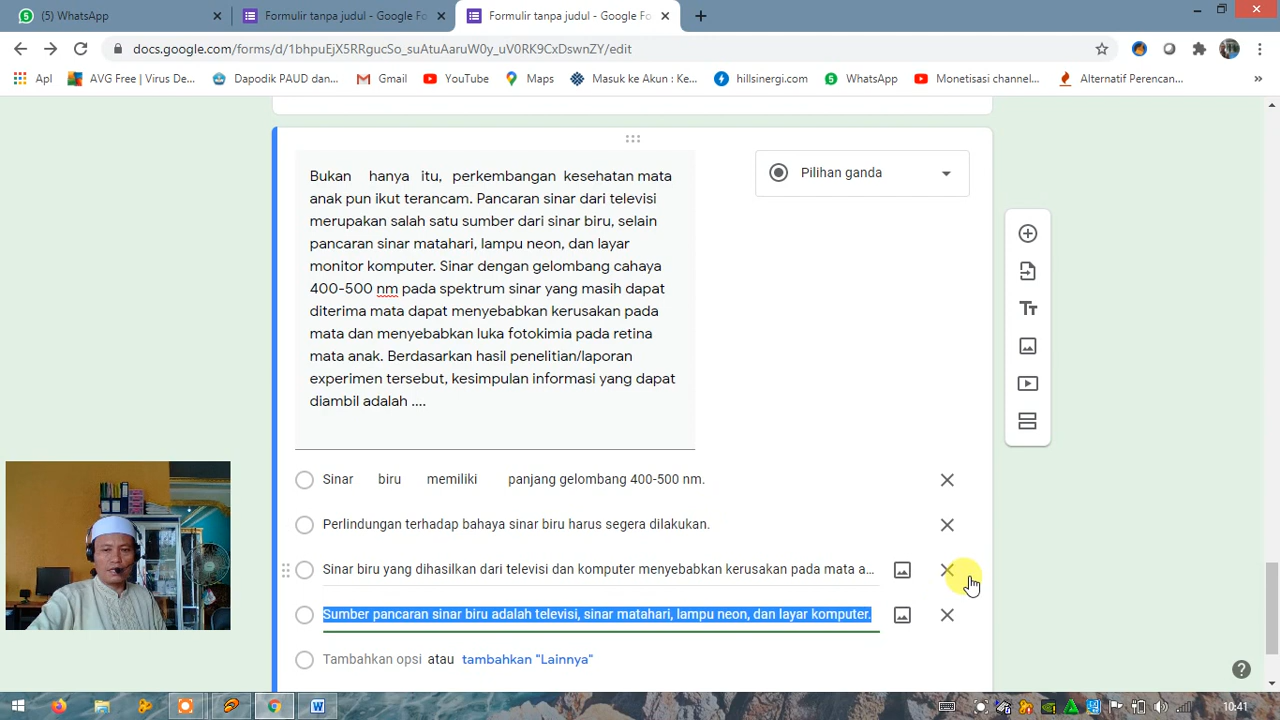 (5) WhatsApp
Formulir tanpa judul - Google Fo
Formulir tanpa judul - Google Fo
docs.google.com/forms/d/1bhpuEjX5RRgucSo_suAtuAaruW0y_uV0RK9CxDswnZY/edit
Apl
AVG Free | Virus De...
Dapodik PAUD dan...
Gmail
YouTube
Maps
Masuk ke Akun : Ke...
hillsinergi.com
WhatsApp
Monetisasi channel...
Alternatif Perencan...
Bukan hanya itu, perkembangan kesehatan mata
anak pun ikut terancam. Pancaran sinar dari televisi
merupakan salah satu sumber dari sinar biru, selain
pancaran sinar matahari, lampu neon, dan layar
monitor komputer. Sinar dengan gelombang cahaya
400-500 nm pada spektrum sinar yang masih dapat
diterima mata dapat menyebabkan kerusakan pada
mata dan menyebabkan luka fotokimia pada retina
mata anak. Berdasarkan hasil penelitian/laporan
experimen tersebut, kesimpulan informasi yang dapat
diambil adalah ....
Pilihan ganda
Sinar biru memiliki panjang gelombang 400-500 nm.
Perlindungan terhadap bahaya sinar biru harus segera dilakukan.
Sinar biru yang dihasilkan dari televisi dan komputer menyebabkan kerusakan pada mata a...
Sumber pancaran sinar biru adalah televisi, sinar matahari, lampu neon, dan layar komputer.
Tambahkan opsi atau tambahkan "Lainnya"
10:41